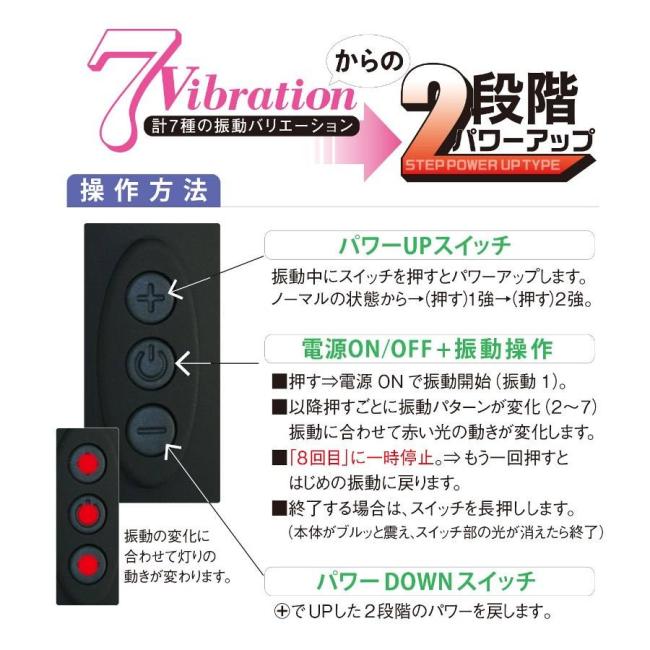 7Vibration
計7種の振動バリエーション
からの
2段階
パワーアップ
STEP POWER UP TYPE
操作方法
パワーUPスイッチ
振動中にスイッチを押すとパワーアップします。
ノーマルの状態から→(押す)1強→(押す)2強。
電源ON/OFF+振動操作
■押す⇒電源 ON で振動開始（振動 1）。
■以降押すごとに振動パターンが変化（2～7）
振動に合わせて赤い光の動きが変化します。
■「8回目」に一時停止。⇒もう一回押すと
はじめの振動に戻ります。
■終了する場合は、スイッチを長押しします。
（本体がブルッと震え、スイッチ部の光が消えたら終了）
振動の変化に
合わせて灯りの
動きが変わります。
パワーDOWNスイッチ
⊕でUPした2段階のパワーを戻します。